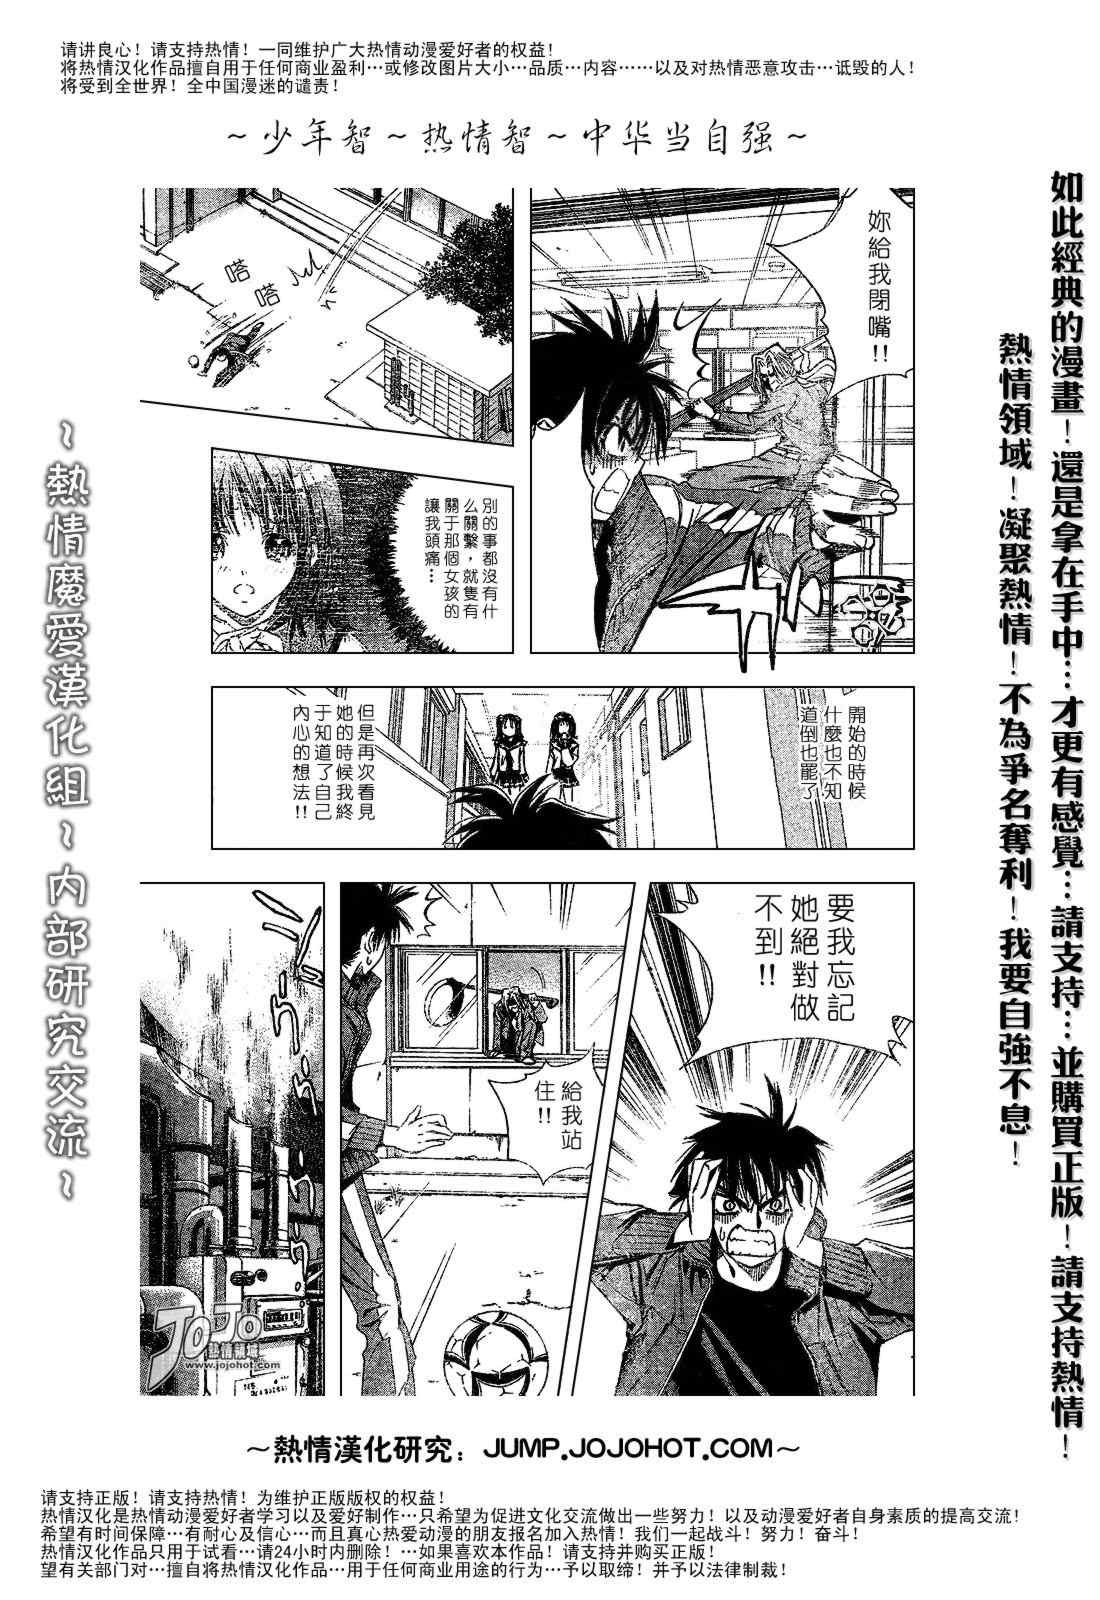 请讲良心！请支持热情！一同维护广大热情动漫爱好者的权益！
将热情汉化作品擅自用于任何商业盈利…或修改图片大小…品质…内容……以及对热情恶意攻击…诋毁的人！
将受到全世界！全中国漫迷的谴责！
～少年智～热情智～中华当自强～
如此經典的漫畫！還是拿在手中…才更有感覺…請支持…並購買正版！請支持熱情！
熱情領域！凝聚熱情！不為爭名奪利！我要自強不息！
妳給我閉嘴!!
嗒
嗒
別的事都沒有什
么關繫，就隻有
關于那個女孩的
讓我頭痛…
開始的時候
什麼也不知
道倒也罷了
但是再次看見
她的時候我終
于知道了自己
內心的想法!!
要我忘記
她絕對做
不到!!
給我站
住!!
JOJO
熱情領域
www.jojohot.com
～熱情魔愛漢化組～内部研究交流～
～熱情漢化研究：JUMP.JOJOHOT.COM～
请支持正版！请支持热情！为维护正版版权的权益！
热情汉化是热情动漫爱好者学习以及爱好制作…只希望为促进文化交流做出一些努力！以及动漫爱好者自身素质的提高交流！
希望有时间保障…有耐心及信心…而且真心热爱动漫的朋友报名加入热情！我们一起战斗！努力！奋斗！
热情汉化作品只用于试看…请24小时内删除！…如果喜欢本作品！请支持并购买正版！
望有关部门对…擅自将热情汉化作品…用于任何商业用途的行为…予以取缔！并予以法律制裁！